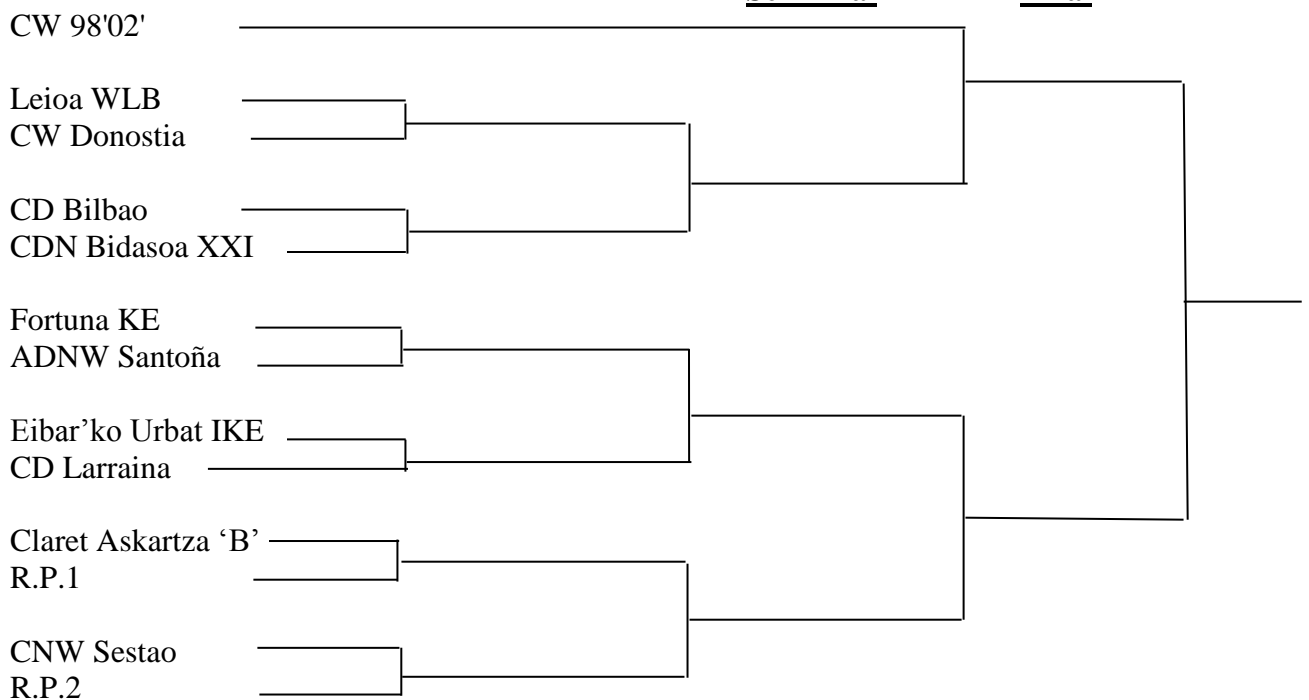 CW 98'02'
Leioa WLB
CW Donostia
CD Bilbao
CDN Bidasoa XXI
Fortuna KE
ADNW Santoña
Eibar’ko Urbat IKE
CD Larraina
Claret Askartza ‘B’
R.P.1
CNW Sestao
R.P.2